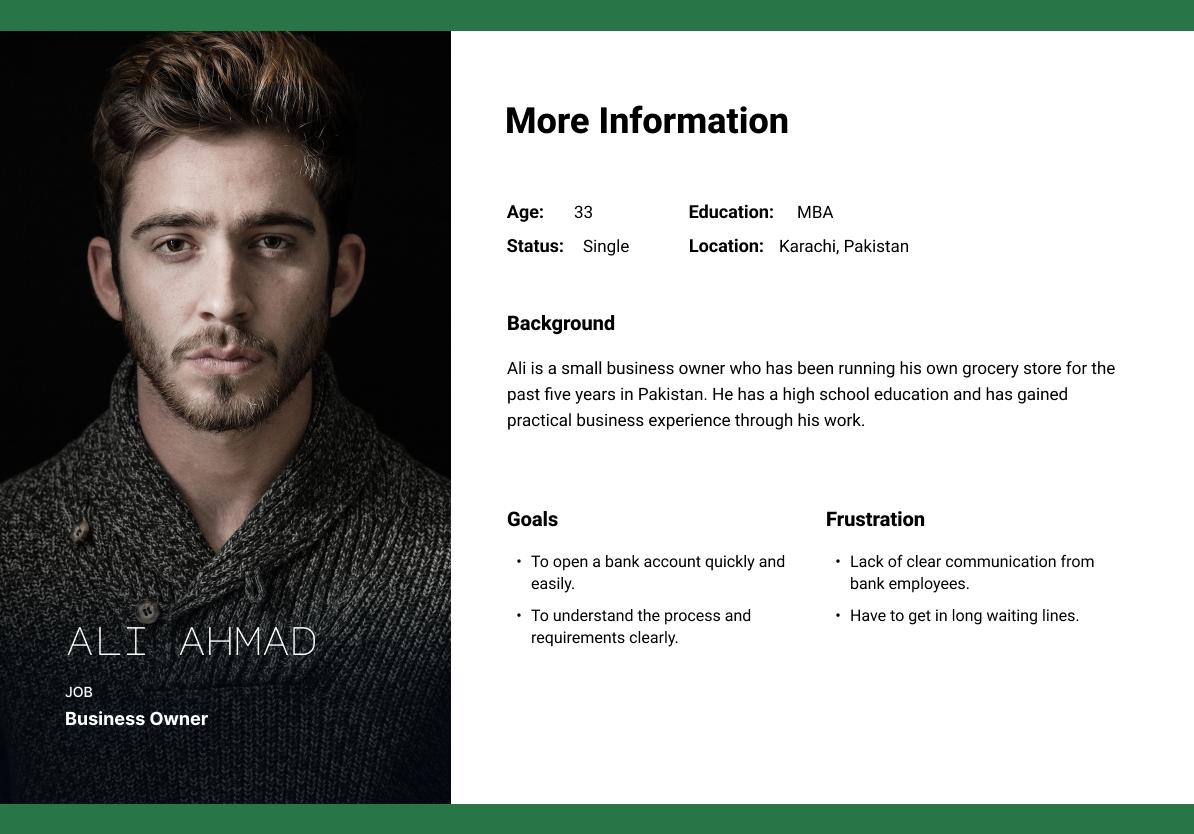 More Information
Age: 33 Education: MBA
Status: Single Location: Karachi, Pakistan
Background
Ali is a small business owner who has been running his own grocery store for the
past five years in Pakistan. He has a high school education and has gained
practical business experience through his work.
Goals
• To open a bank account quickly and
easily.
• To understand the process and
requirements clearly.
Frustration
• Lack of clear communication from
bank employees.
• Have to get in long waiting lines.
ALI AHMAD
JOB
Business Owner